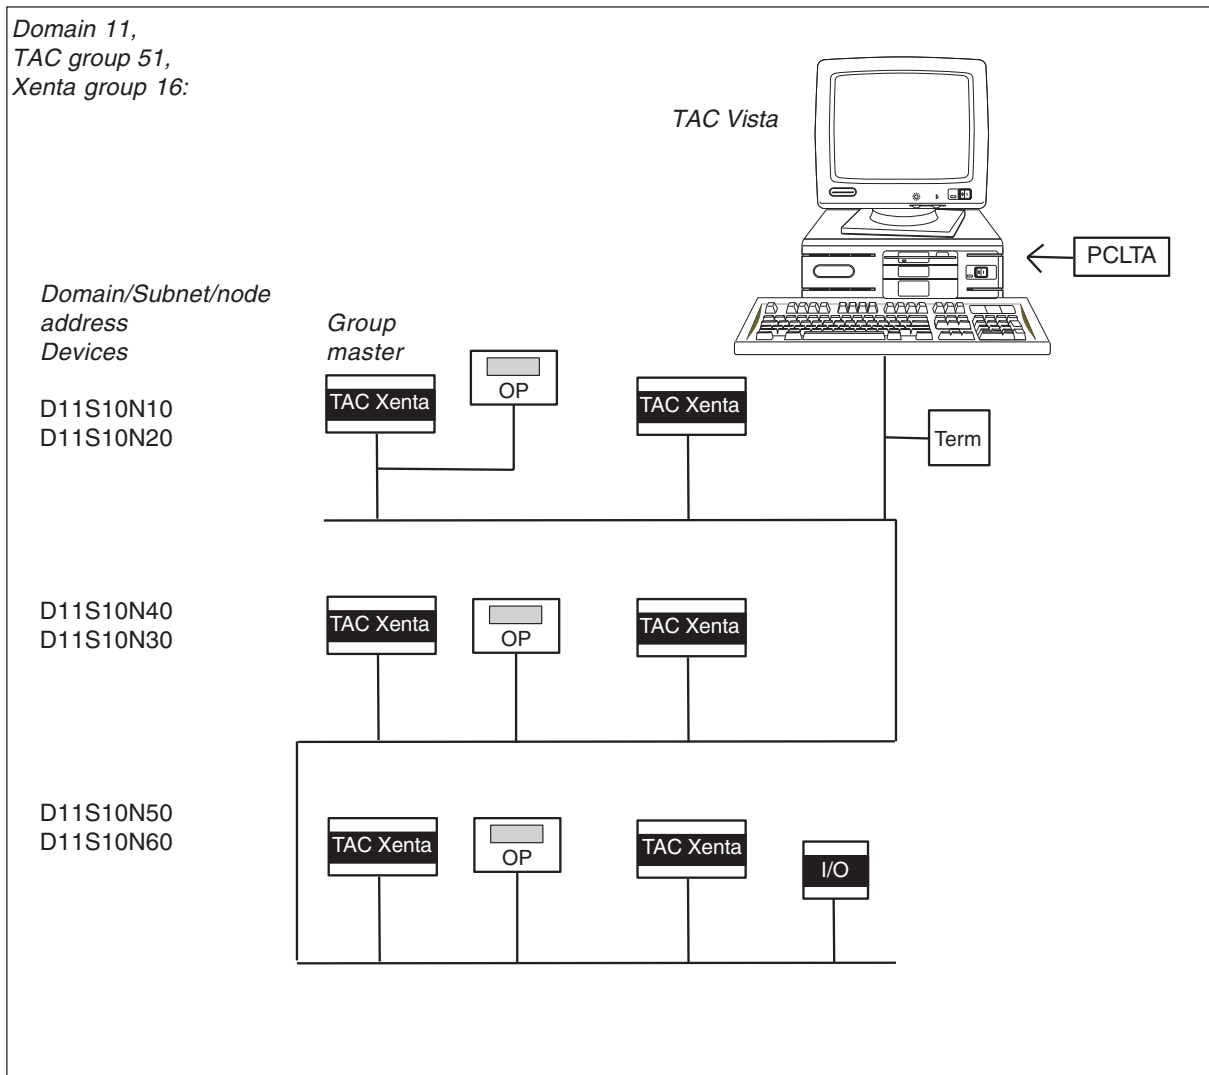 Domain 11,
TAC group 51,
Xenta group 16:
TAC Vista
PCLTA
Domain/Subnet/node
address
Devices
Group
master
D11S10N10
D11S10N20
TAC Xenta
OP
TAC Xenta
Term
D11S10N40
D11S10N30
TAC Xenta
OP
TAC Xenta
D11S10N50
D11S10N60
TAC Xenta
OP
TAC Xenta
I/O